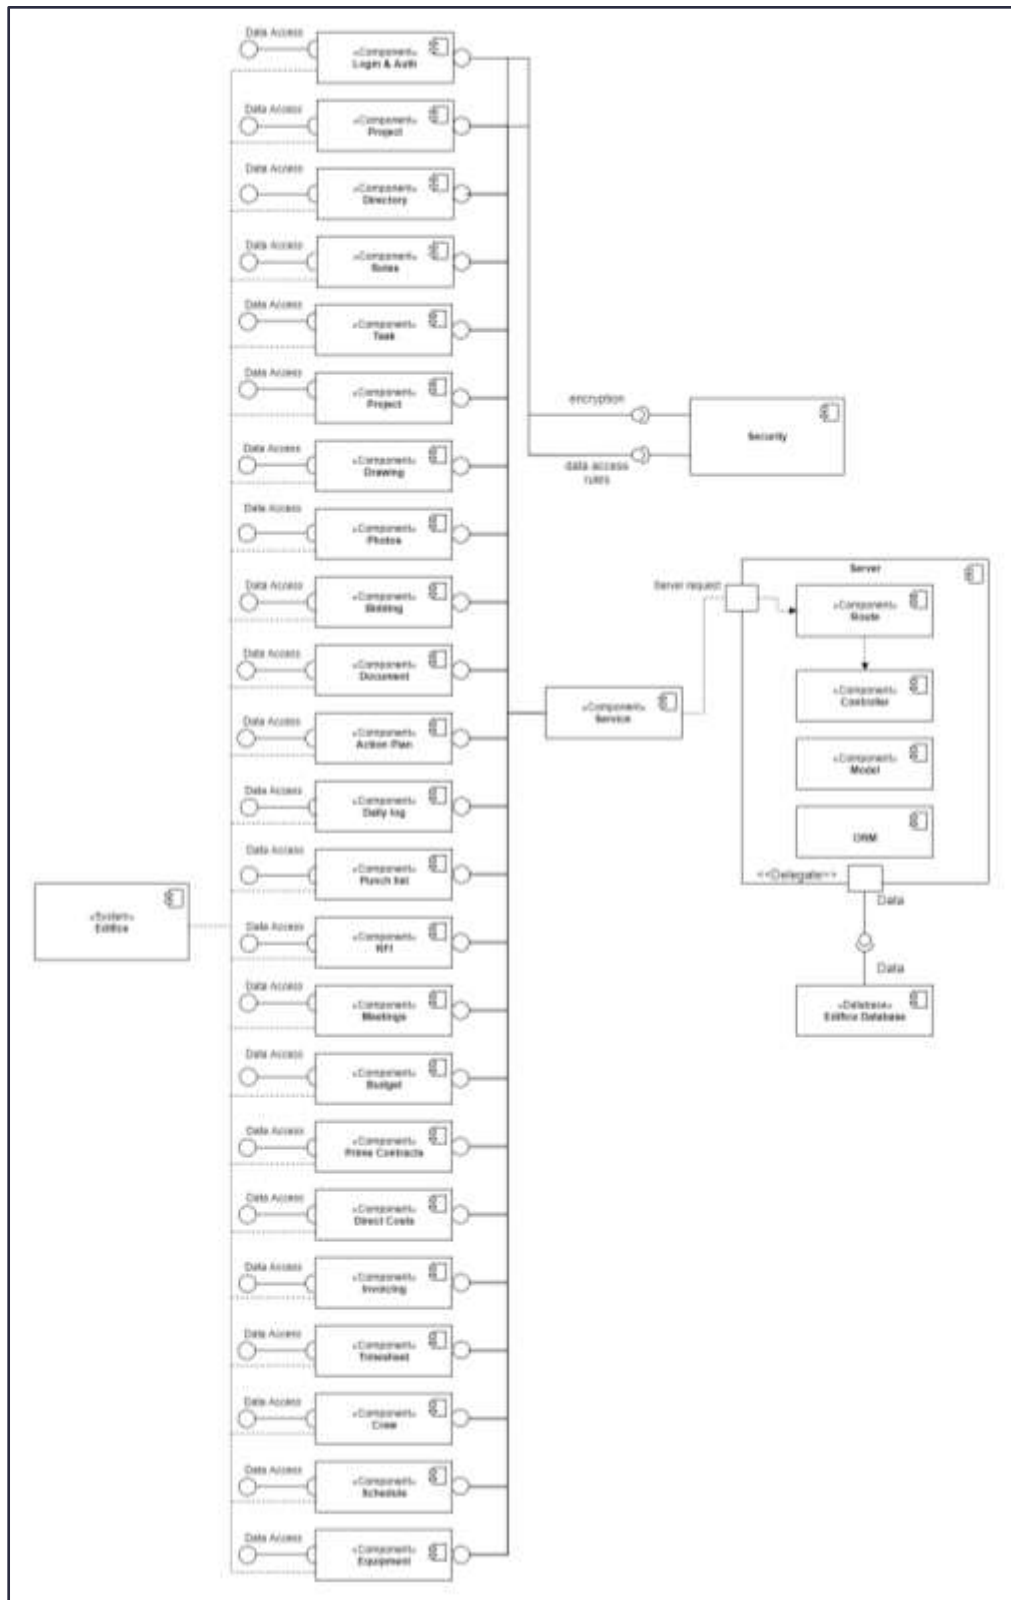 Data Access
«Component»
Login & Auth
Data Access
«Component»
Project
Data Access
«Component»
Directory
Data Access
«Component»
Data Access
«Component»
Task
Data Access
«Component»
Project
encryption
Security
Data Access
«Component»
Drawing
data access
rules
Data Access
«Component»
Photos
Server
Data Access
«Component»
Bidding
Server request
«Component»
Route
Data Access
«Component»
Document
«Component»
Controller
Data Access
«Component»
Action Plan
«Component»
Service
«Component»
Model
Data Access
«Component»
Daily log
ORM
Data Access
«Component»
Punch list
<<Delegate>>
Data
«System»
Edifice
Data Access
«Component»
RFI
Data
Data Access
«Component»
Meetings
«Database»
Edifice Database
Data Access
«Component»
Budget
Data Access
«Component»
Prime Contracts
Data Access
«Component»
Direct Costs
Data Access
«Component»
Invoicing
Data Access
«Component»
Timesheet
Data Access
«Component»
Crew
Data Access
«Component»
Schedule
Data Access
«Component»
Equipment